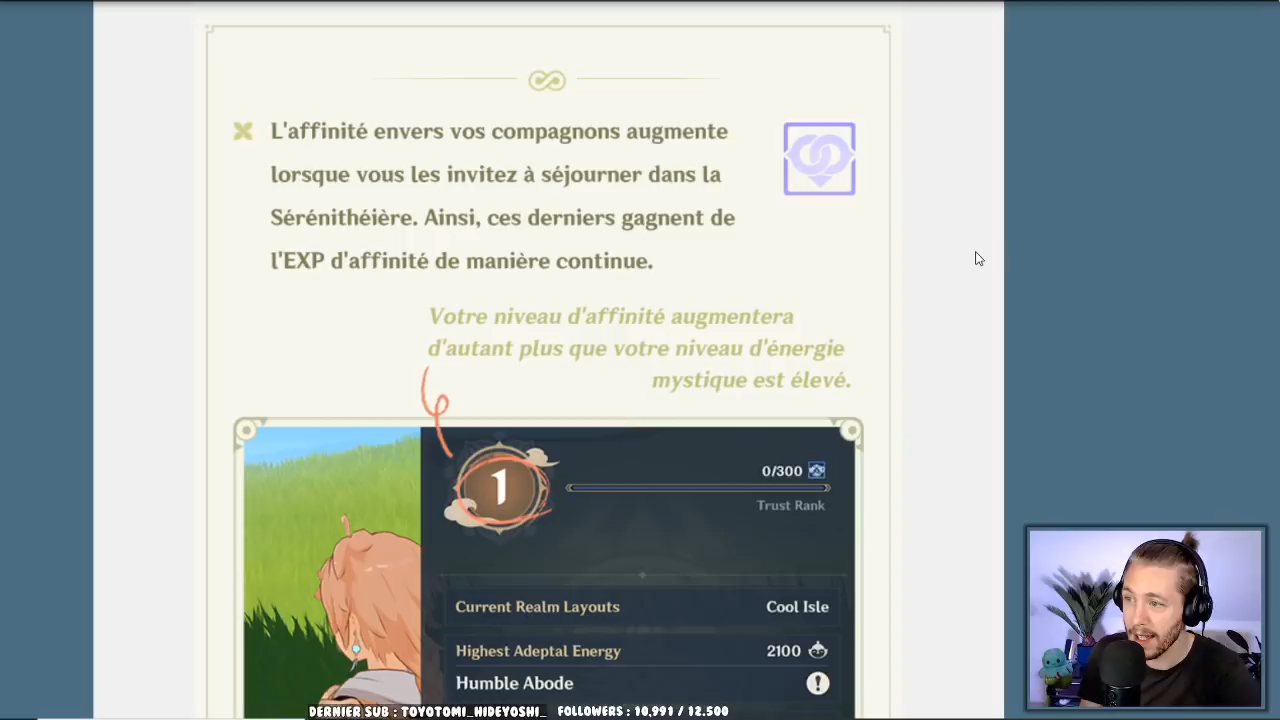 L'affinité envers vos compagnons augmente
lorsque vous les invitez à séjourner dans la
Sérénithéière. Ainsi, ces derniers gagnent de
l'EXP d'affinité de manière continue.
Votre niveau d'affinité augmentera
d'autant plus que votre niveau d'énergie
mystique est élevé.
1
0/300
Trust Rank
Current Realm Layouts Cool Isle
Highest Adeptal Energy 2100
Humble Abode
DERNIER SUB : TOYOTOMI_HIDEYOSHI_ FOLLOWERS : 10,991 / 12.500